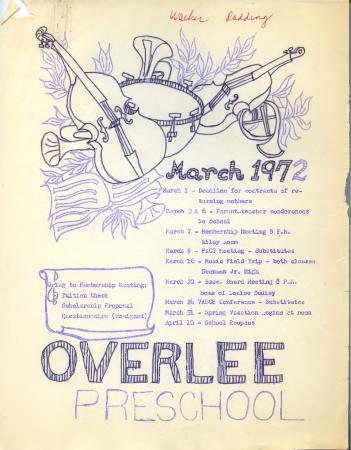 Walker Redding
March 1972
March 1 - Deadline for contracts of re-
turning mothers
March 3 & 6 - Parent-teacher conferences
No School
March 7 - Membership Meeting 8 P.M.
Riley Room
March 9 - PACT Meeting - Substitutes
March 16 - Music Field Trip - both classes
Swanson Jr. High
March 20 - Exec. Board Meeting 8 P.M.
Home of Louise Dudley
March 24 Conference - Substitutes
March 31 - Spring Vacation begins at noon
April 10 - School Reopens
Bring to Membership Meeting:
Tuition Check
Scholarship Proposal
Questionnaire (unsigned)
OVERLEE
PRESCHOOL